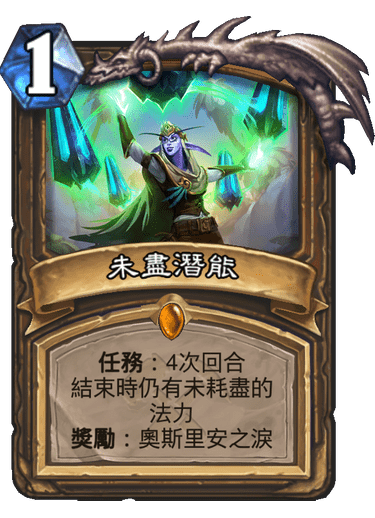 1
未盡潛能
任務：4次回合
結束時仍有未耗盡的
法力
獎勵：奧斯里安之淚